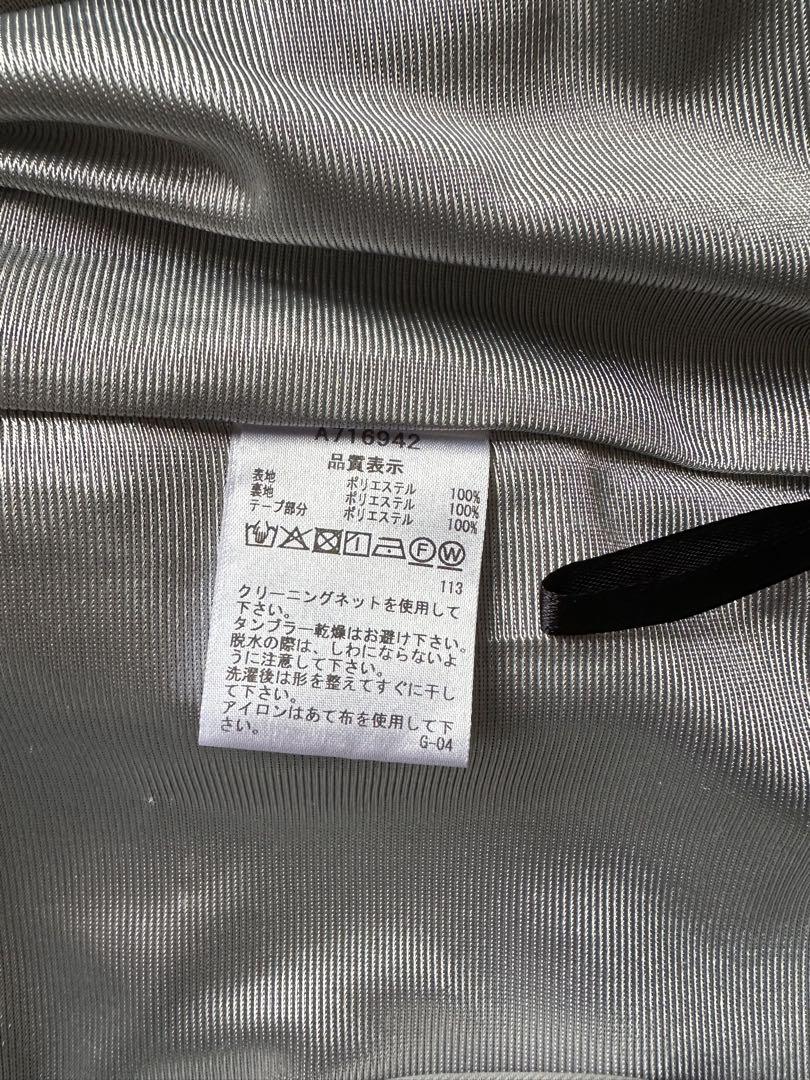 A716942
品質表示
表地 ポリエステル 100%
裏地 ポリエステル 100%
テープ部分 ポリエステル 100%
F W
113
クリーニングネットを使用して
下さい。
タンブラー乾燥はお避け下さい。
脱水の際は、しわにならないよ
うに注意して下さい。
洗濯後は形を整えてすぐに干し
て下さい。
アイロンはあて布を使用して下
さい。
G-04